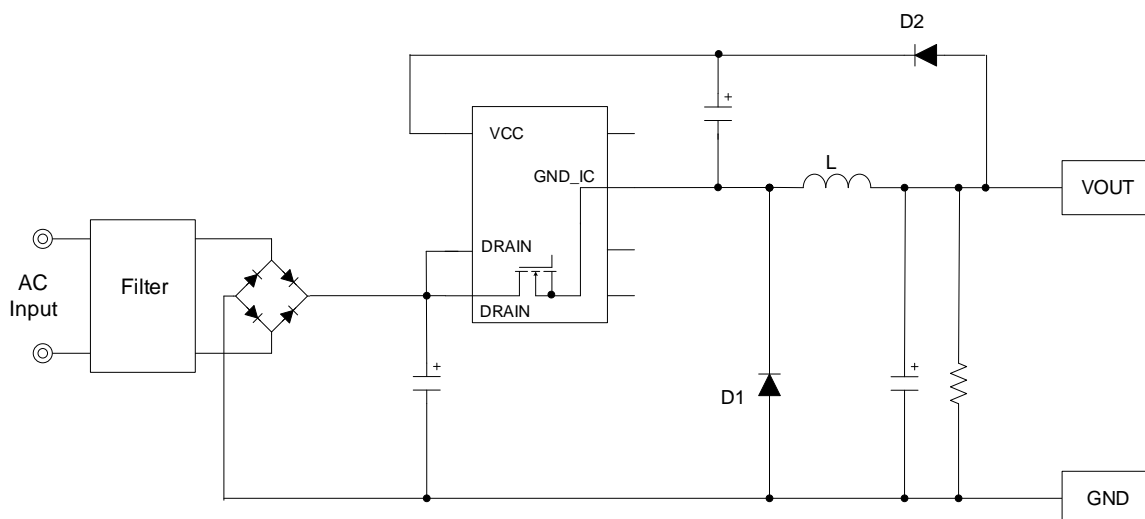 D2
+
VCC
GND_IC
L
VOUT
DRAIN
AC
Input
Filter
DRAIN
+
D1
+
GND